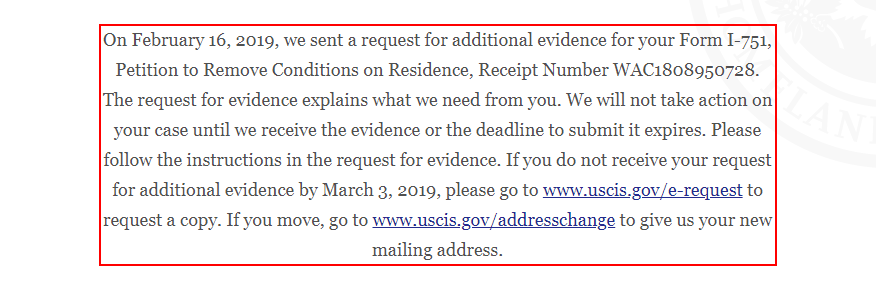 On February 16, 2019, we sent a request for additional evidence for your Form I-751,
Petition to Remove Conditions on Residence, Receipt Number WAC1808950728.
The request for evidence explains what we need from you. We will not take action on
your case until we receive the evidence or the deadline to submit it expires. Please
follow the instructions in the request for evidence. If you do not receive your request
for additional evidence by March 3, 2019, please go to www.uscis.gov/e-request to
request a copy. If you move, go to www.uscis.gov/addresschange to give us your new
mailing address.